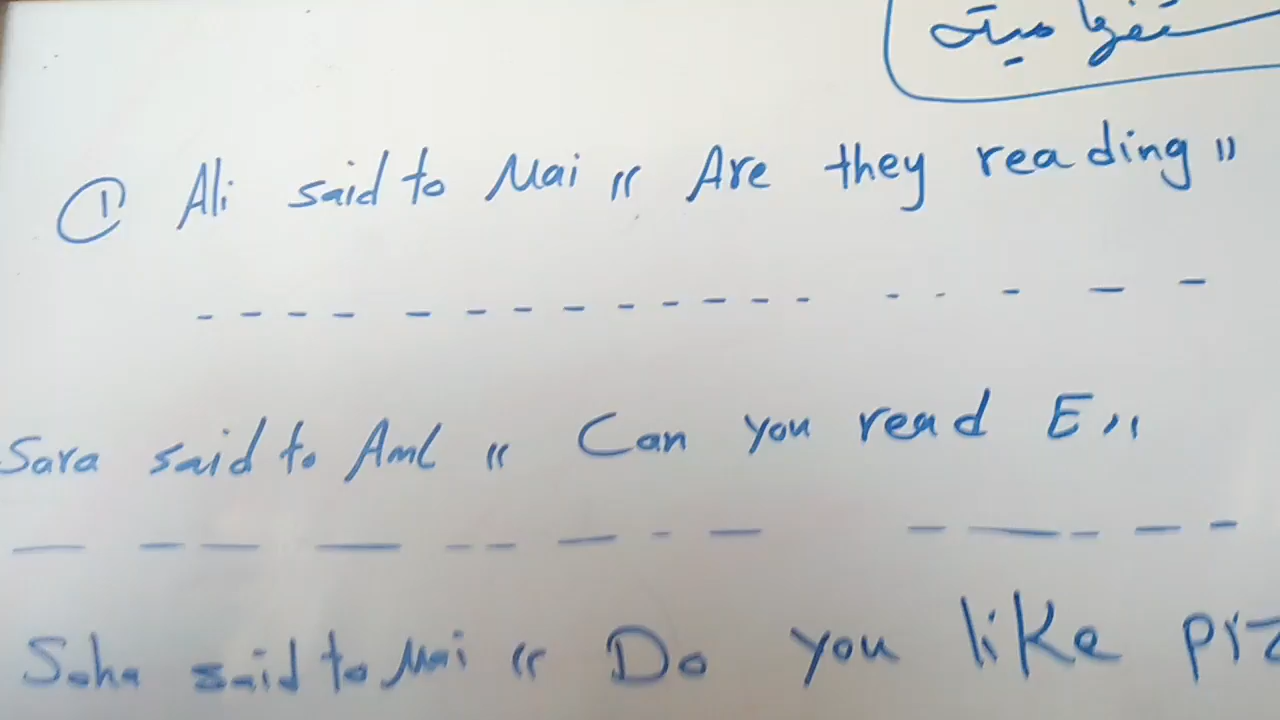 ① Ali said to Mai " Are they reading "
Sara said to Aml " Can you read E "
Soha said to Mai " Do you like